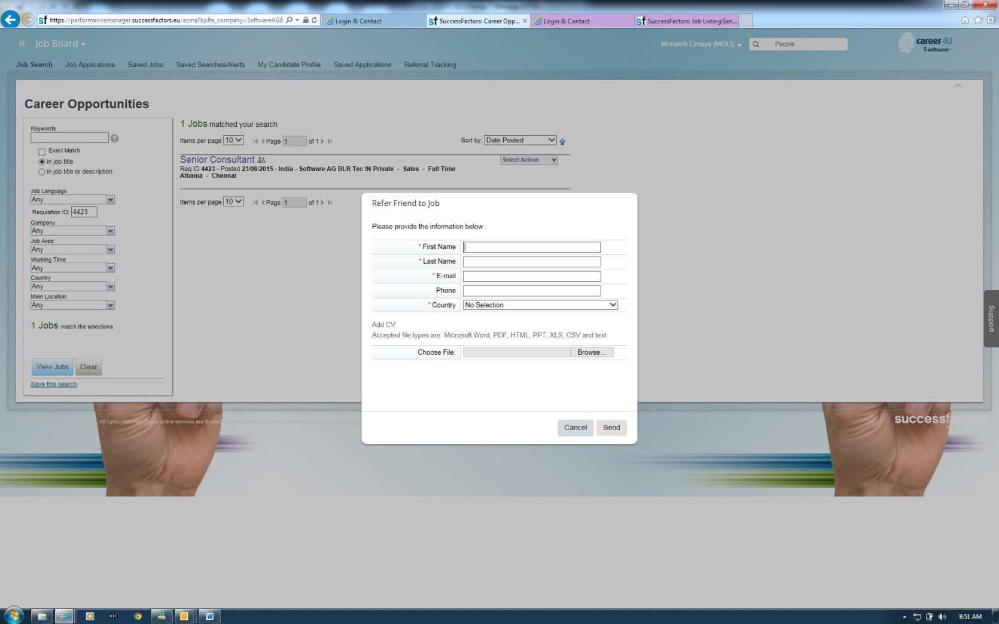 https://performancemanager.successfactors.eu/acme?bplte_company=SoftwareAG&
Login & Contact
SuccessFactors: Career Opp...
Login & Contact
SuccessFactors: Job Listing:Sen...
Job Board
Monarch Limaye (MOLI)
People
career 4U
software
Job Search
Job Applications
Saved Jobs
Saved Searches/Alerts
My Candidate Profile
Saved Applications
Referral Tracking
Career Opportunities
Keywords
Exact Match
in job title
in job title or description
Job Language
Any
Requisition ID: 4423
Company
Any
Job Area
Any
Working Time
Any
Country
Any
Main Location
Any
1 Jobs match the selections
View Jobs
Clear
Save this search
1 Jobs matched your search
Items per page 10
Page 1 of 1
Sort by: Date Posted
Senior Consultant
Select Action
Req ID 4423 - Posted 23/06/2015 - India - Software AG BLR Tec IN Private - Sales - Full Time
Albania - Chennai
Items per page 10
Page 1 of 1
Refer Friend to Job
Please provide the information below :
* First Name
* Last Name
* E-mail
Phone
* Country No Selection
Add CV
Accepted file types are: Microsoft Word, PDF, HTML, PPT, XLS, CSV and text
Choose File: Browse...
Cancel
Send
Support
All rights reserved. These online services are SuccessFactors confidential and proprietary and for use by
successfactors
BBC
8:51 AM